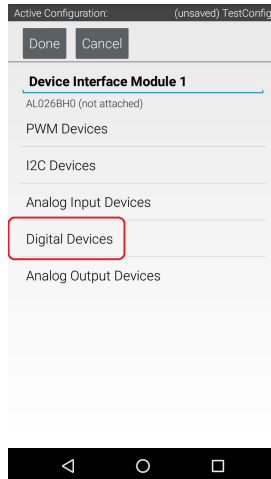 Active Configuration: (unsaved) TestConfig
Done Cancel
Device Interface Module 1
AL026BH0 (not attached)
PWM Devices
I2C Devices
Analog Input Devices
Digital Devices
Analog Output Devices